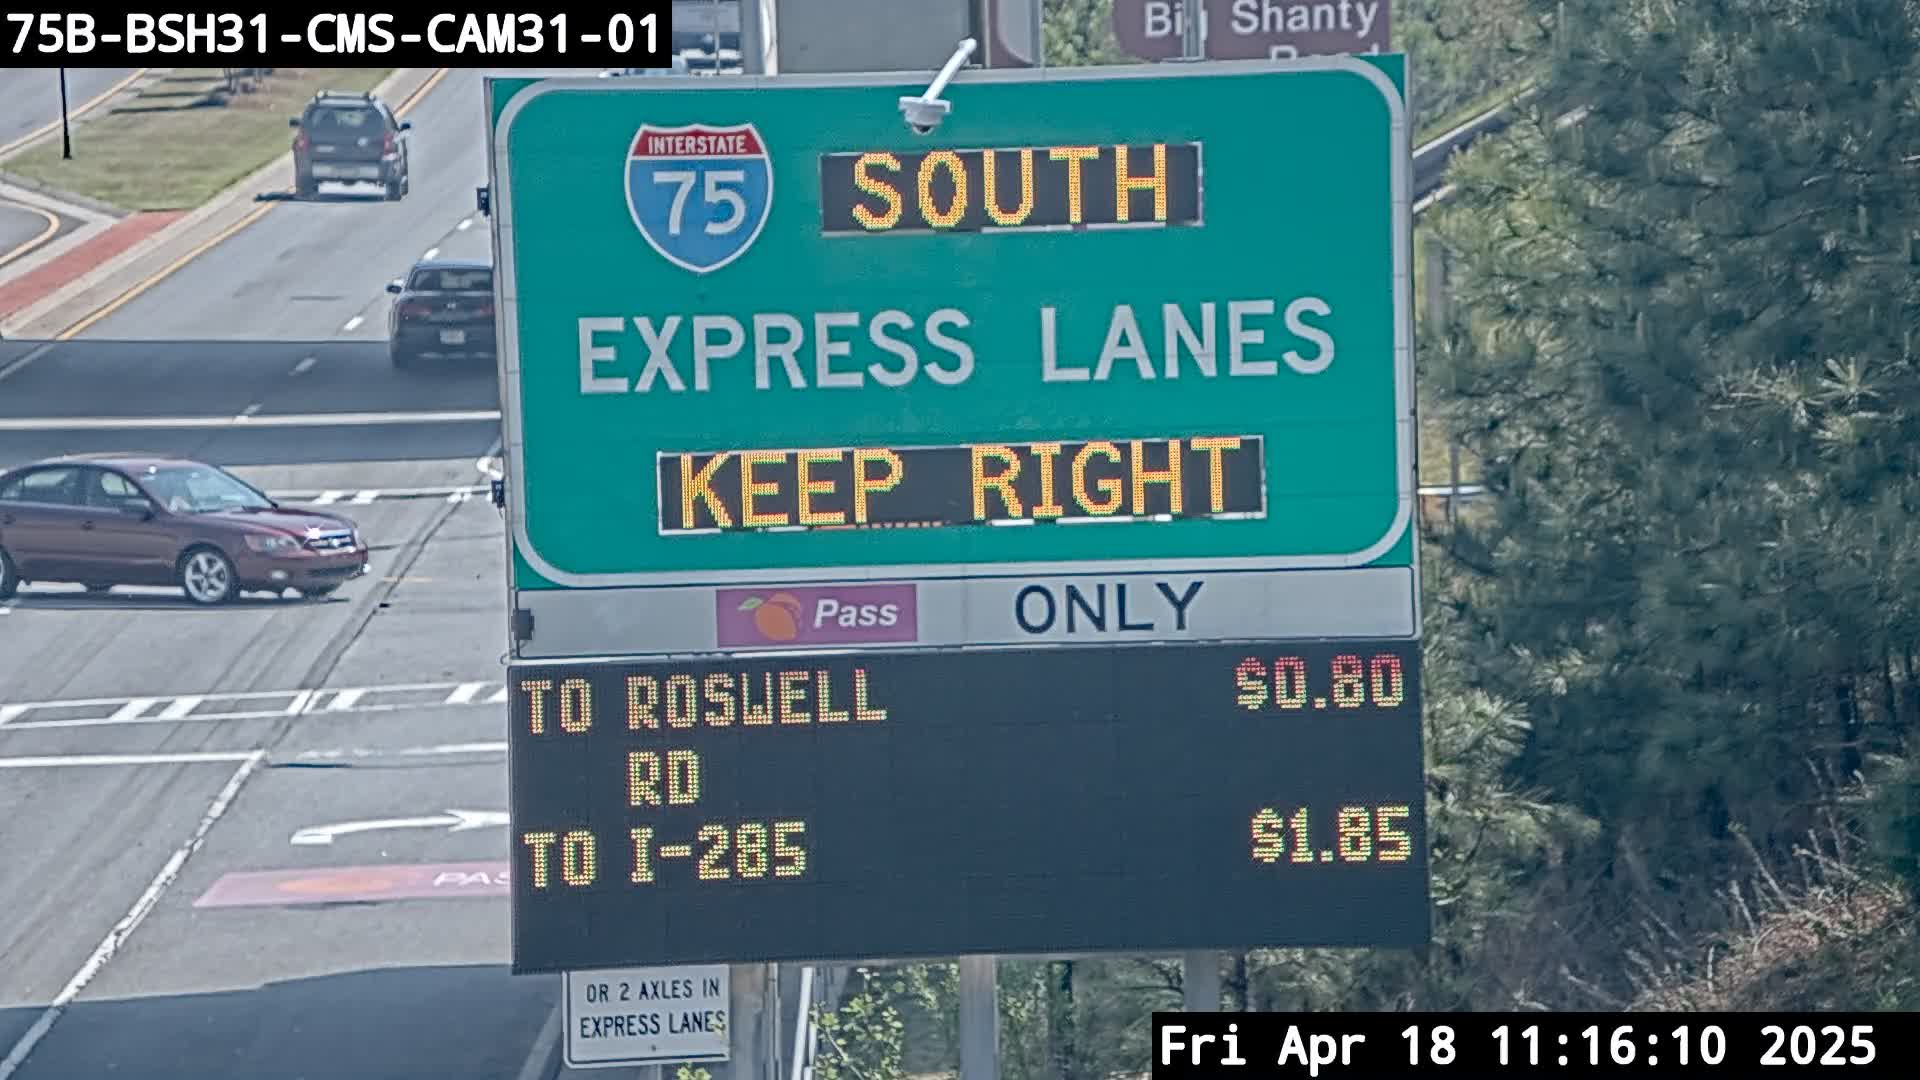 75B-BSH31-CMS-CAM31-01
Big Shanty
Road
INTERSTATE
75
SOUTH
EXPRESS LANES
KEEP RIGHT
Pass ONLY
TO ROSWELL $0.80
RD
TO I-285 $1.85
PAS
OR 2 AXLES IN
EXPRESS LANES
Fri Apr 18 11:16:10 2025